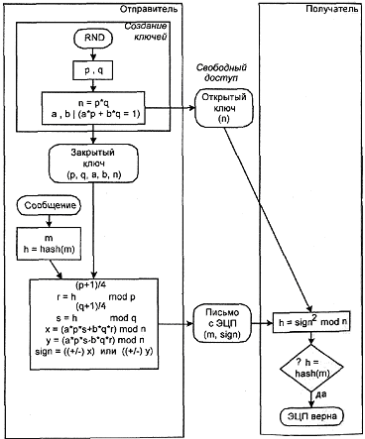 Отправитель
Получатель
Создание
ключей
RND
p , q
n = p*q
a , b | (a*p + b*q = 1)
Свободный
доступ
Открытый
ключ
(n)
Закрытый
ключ
(p, q, a, b, n)
Сообщение
m
h = hash(m)
(p+1)/4
r = h mod p
(q+1)/4
s = h mod q
x = (a*p*s+b*q*r) mod n
y = (a*p*s-b*q*r) mod n
sign = ((+/-) x) или ((+/-) y)
Письмо
с ЭЦП
(m, sign)
h = sign² mod n
? h =
hash(m)
да
ЭЦП верна